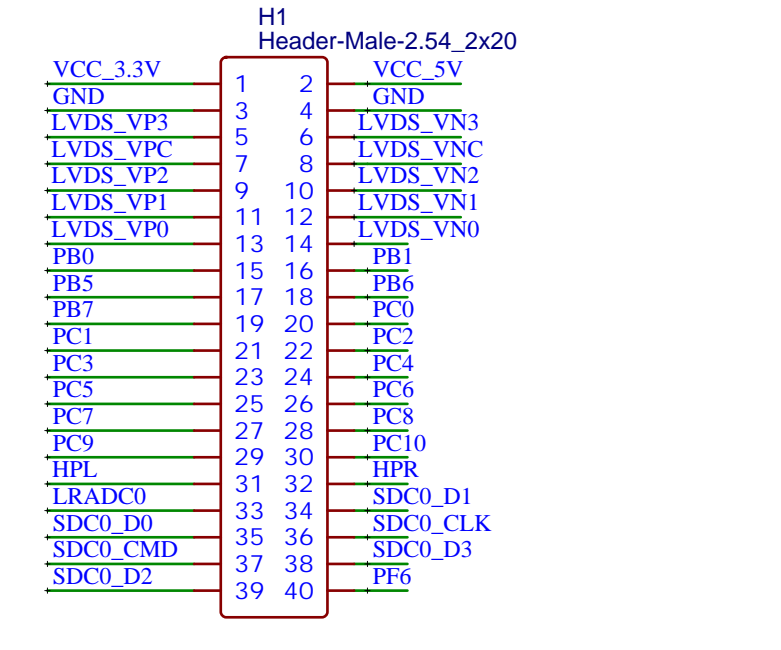 H1
Header-Male-2.54_2x20
VCC_3.3V 1 2 VCC_5V
GND 3 4 GND
LVDS_VP3 5 6 LVDS_VN3
LVDS_VPC 7 8 LVDS_VNC
LVDS_VP2 9 10 LVDS_VN2
LVDS_VP1 11 12 LVDS_VN1
LVDS_VP0 13 14 LVDS_VN0
PB0 15 16 PB1
PB5 17 18 PB6
PB7 19 20 PC0
PC1 21 22 PC2
PC3 23 24 PC4
PC5 25 26 PC6
PC7 27 28 PC8
PC9 29 30 PC10
HPL 31 32 HPR
LRADC0 33 34 SDC0_D1
SDC0_D0 35 36 SDC0_CLK
SDC0_CMD 37 38 SDC0_D3
SDC0_D2 39 40 PF6